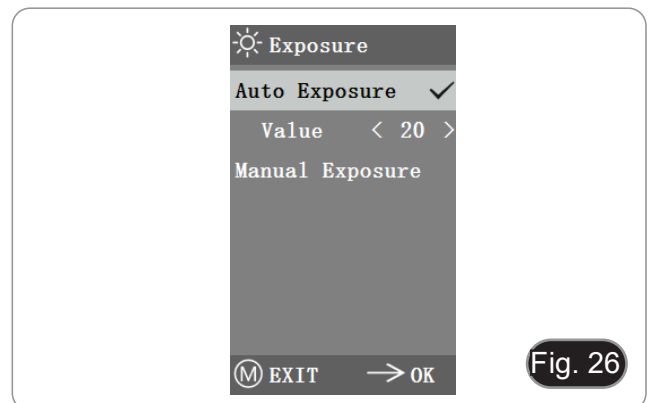 Exposure
Auto Exposure ✓
Value < 20 >
Manual Exposure
M EXIT → OK
Fig. 26